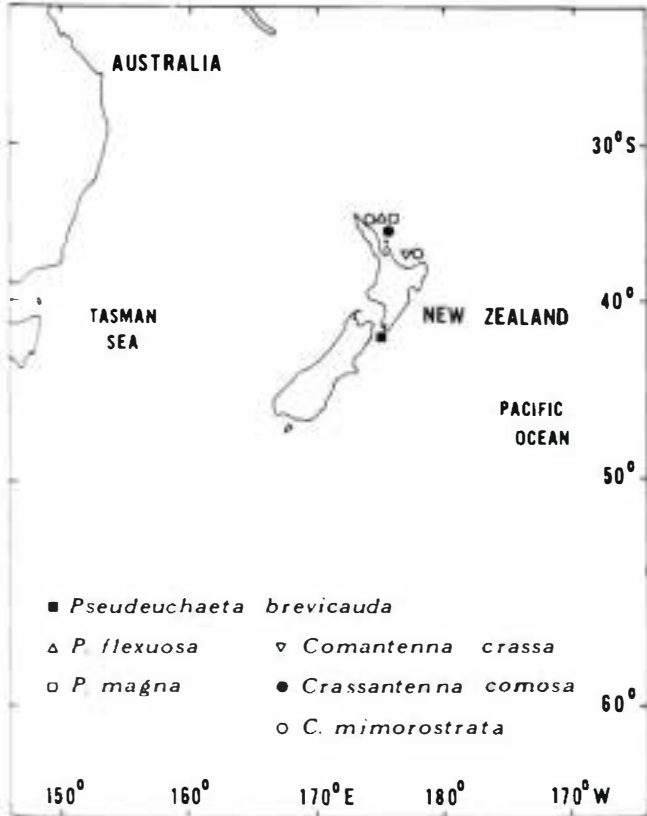 AUSTRALIA
30°S
40°
TASMAN
SEA
NEW ZEALAND
PACIFIC
OCEAN
50°
■ Pseudeuchaeta brevicauda
△ P. flexuosa ▽ Comantenna crassa
□ P. magna ● Crassantenna comosa
○ C. mimorostrata
60°
150° 160° 170°E 180° 170°W